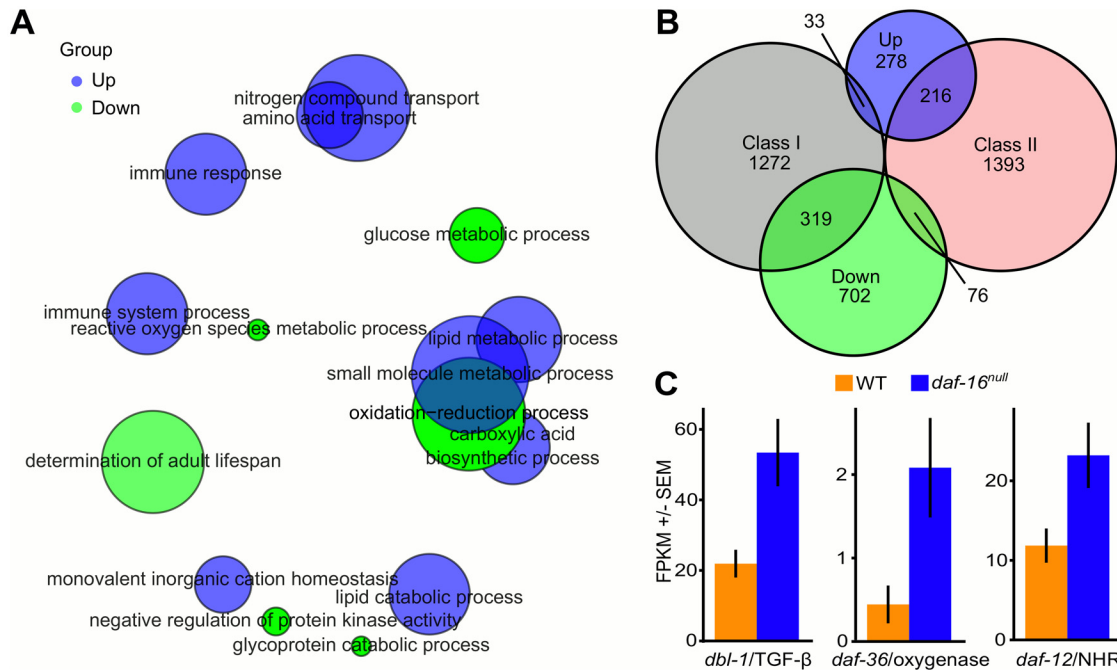 A
Group
Up
Down
nitrogen compound transport
amino acid transport
immune response
glucose metabolic process
immune system process
reactive oxygen species metabolic process
lipid metabolic process
small molecule metabolic process
oxidation−reduction process
carboxylic acid
biosynthetic process
determination of adult lifespan
monovalent inorganic cation homeostasis
lipid catabolic process
negative regulation of protein kinase activity
glycoprotein catabolic process
B
33
Up
278
216
Class I
1272
Class II
1393
319
Down
702
76
C
WT
daf-16null
FPKM +/- SEM
60
40
20
0
dbl-1/TGF-β
2
1
0
daf-36/oxygenase
20
10
0
daf-12/NHR